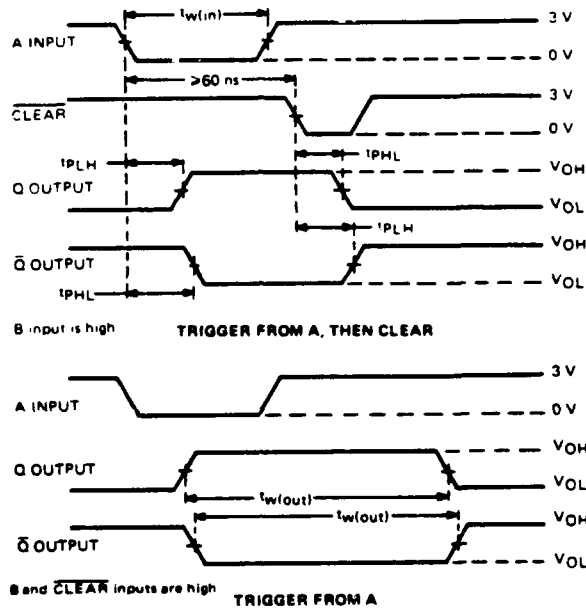 tw(in)
3 V
A INPUT
0 V
≥60 ns
3 V
CLEAR
0 V
tPLH
tPHL
VOH
Q OUTPUT
VOL
tPLH
VOH
Q̄ OUTPUT
VOL
tPHL
B input is high
TRIGGER FROM A, THEN CLEAR
3 V
A INPUT
0 V
VOH
Q OUTPUT
VOL
tw(out)
tw(out)
VOH
Q̄ OUTPUT
VOL
B and CLEAR inputs are high
TRIGGER FROM A